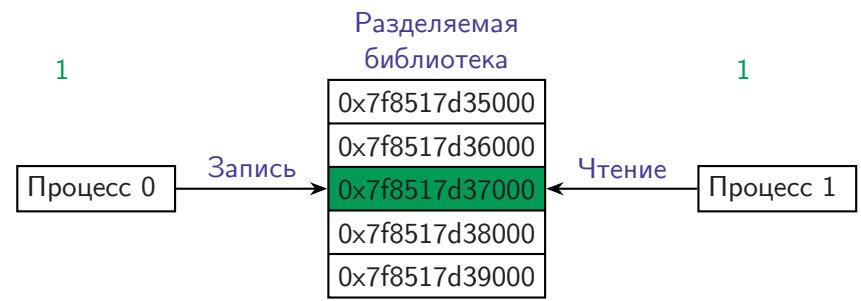 Разделяемая
библиотека
1
1
0x7f8517d35000
0x7f8517d36000
Процесс 0
Запись
0x7f8517d37000
Чтение
Процесс 1
0x7f8517d38000
0x7f8517d39000